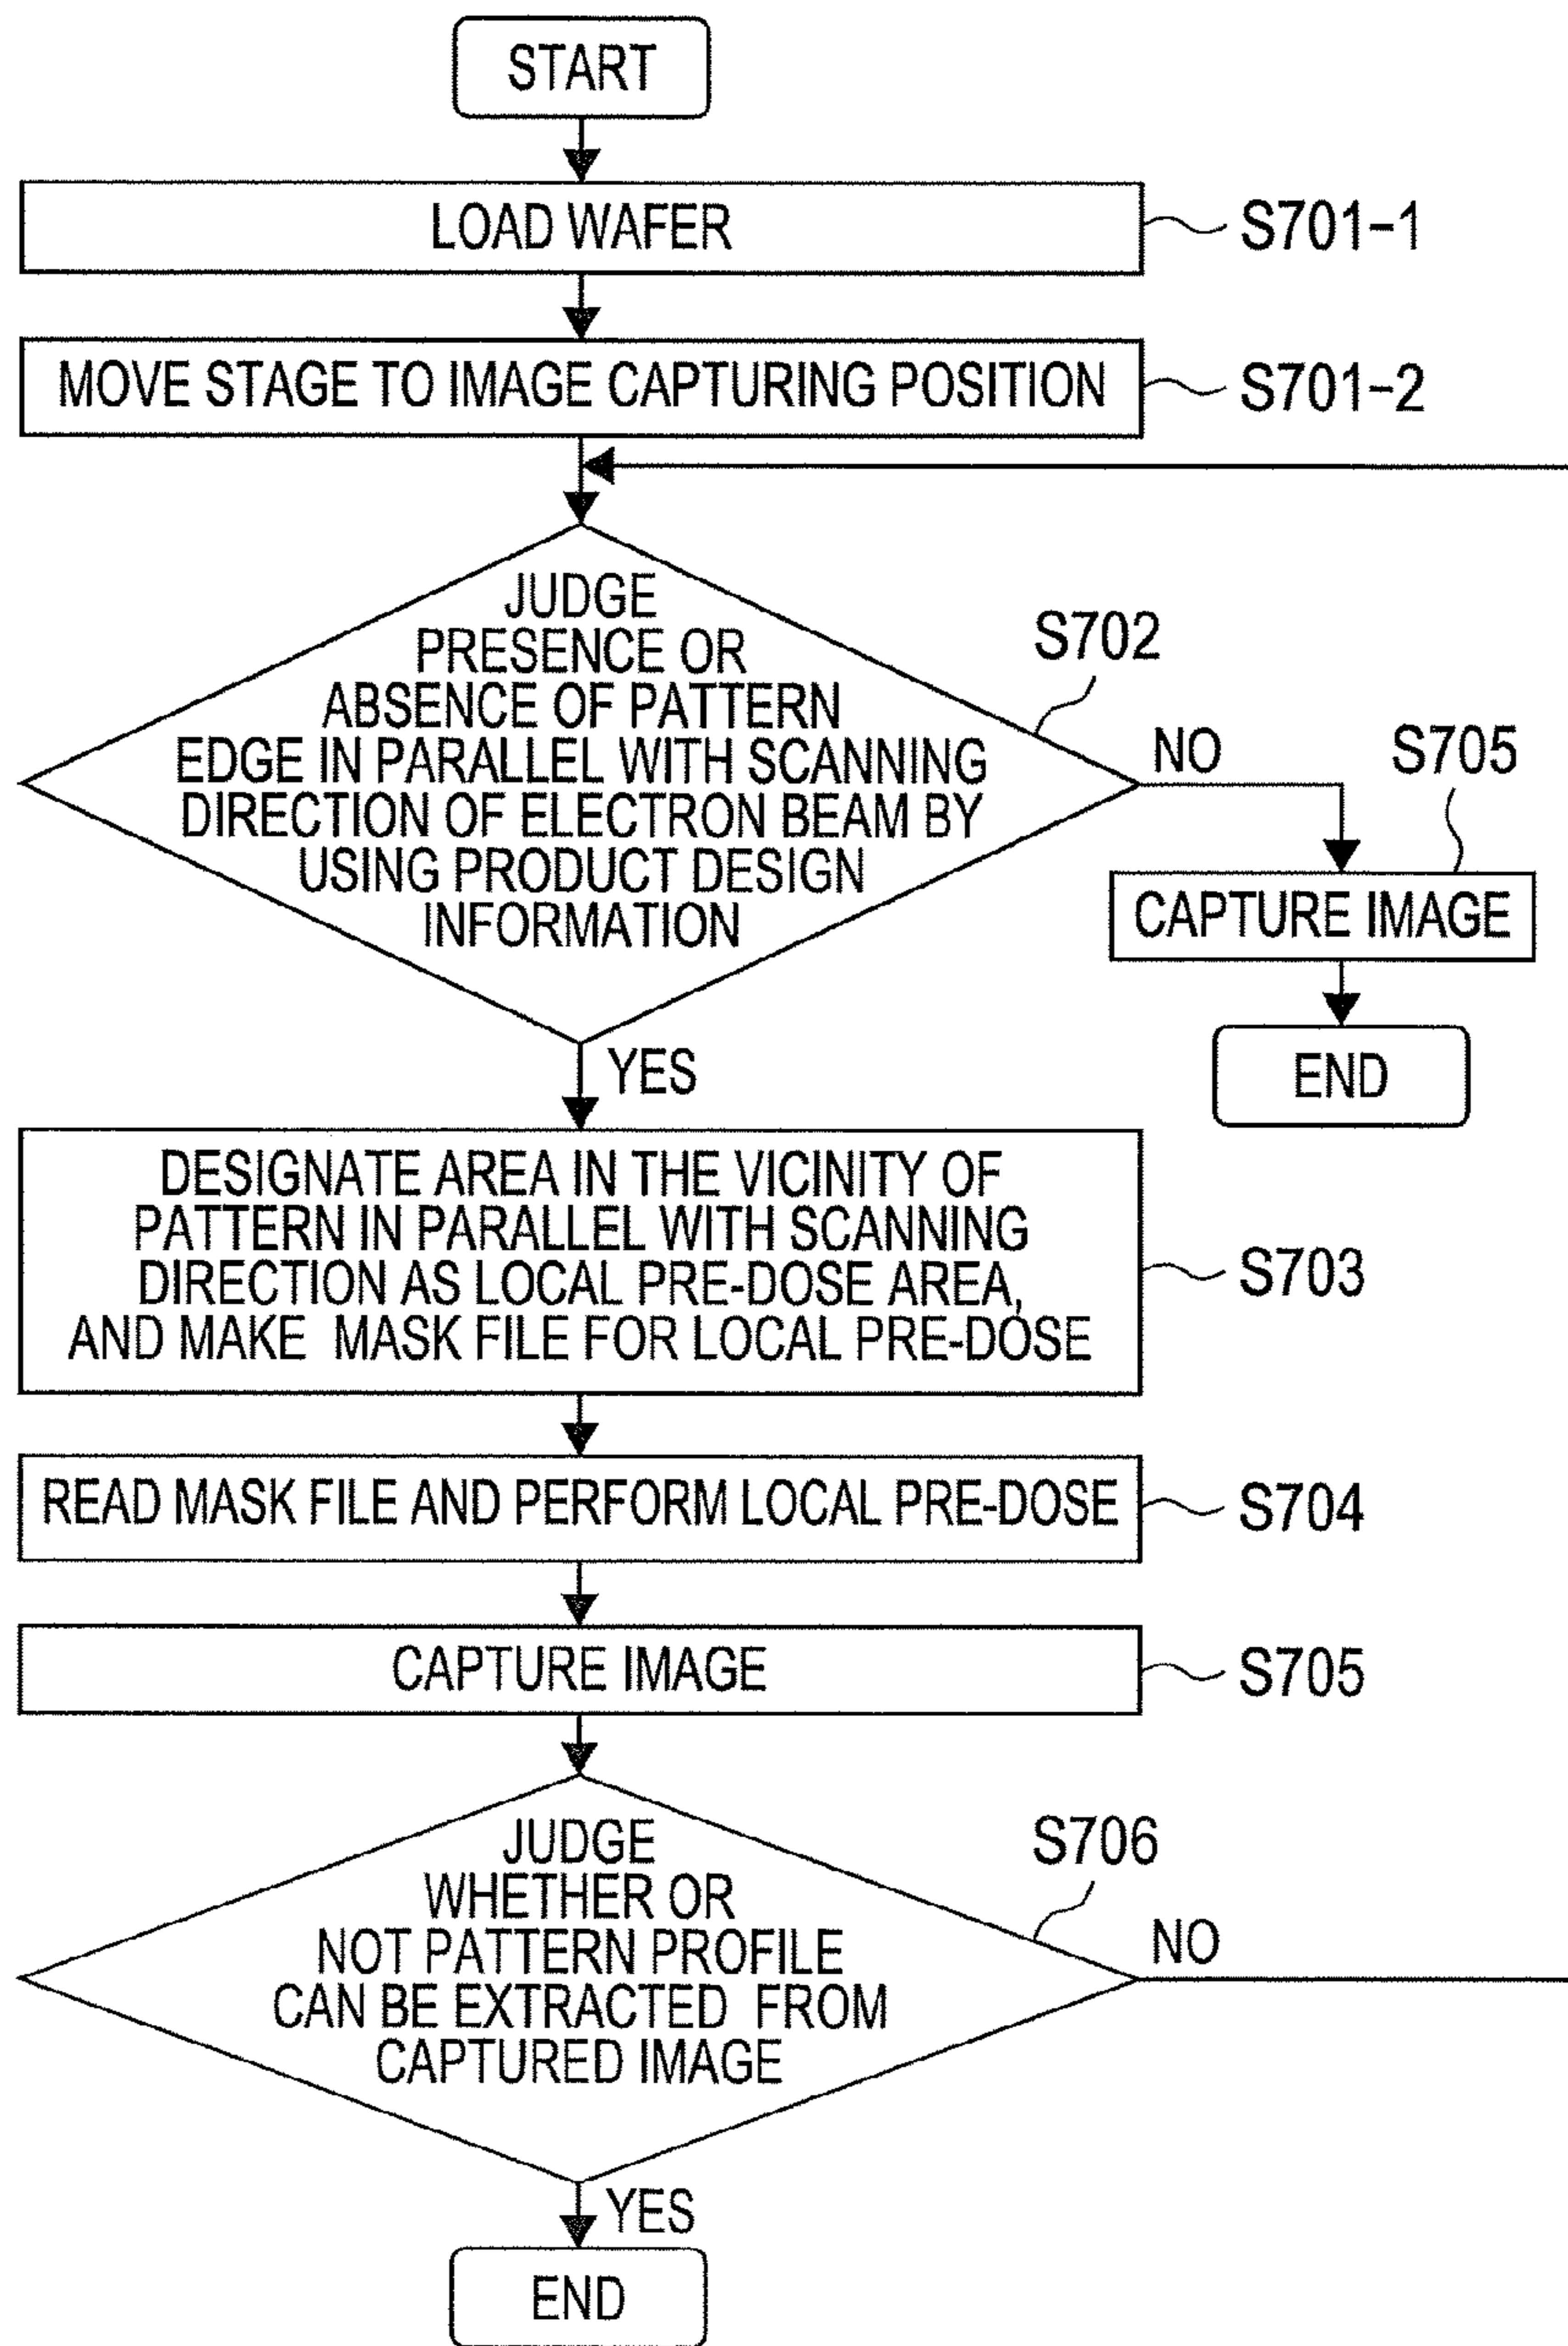 START
LOAD WAFER
S701-1
MOVE STAGE TO IMAGE CAPTURING POSITION
S701-2
JUDGE
PRESENCE OR
ABSENCE OF PATTERN
EDGE IN PARALLEL WITH SCANNING
DIRECTION OF ELECTRON BEAM BY
USING PRODUCT DESIGN
INFORMATION
S702
NO
S705
CAPTURE IMAGE
END
YES
DESIGNATE AREA IN THE VICINITY OF
PATTERN IN PARALLEL WITH SCANNING
DIRECTION AS LOCAL PRE-DOSE AREA,
AND MAKE MASK FILE FOR LOCAL PRE-DOSE
S703
READ MASK FILE AND PERFORM LOCAL PRE-DOSE
S704
CAPTURE IMAGE
S705
JUDGE
WHETHER OR
NOT PATTERN PROFILE
CAN BE EXTRACTED FROM
CAPTURED IMAGE
S706
NO
YES
END